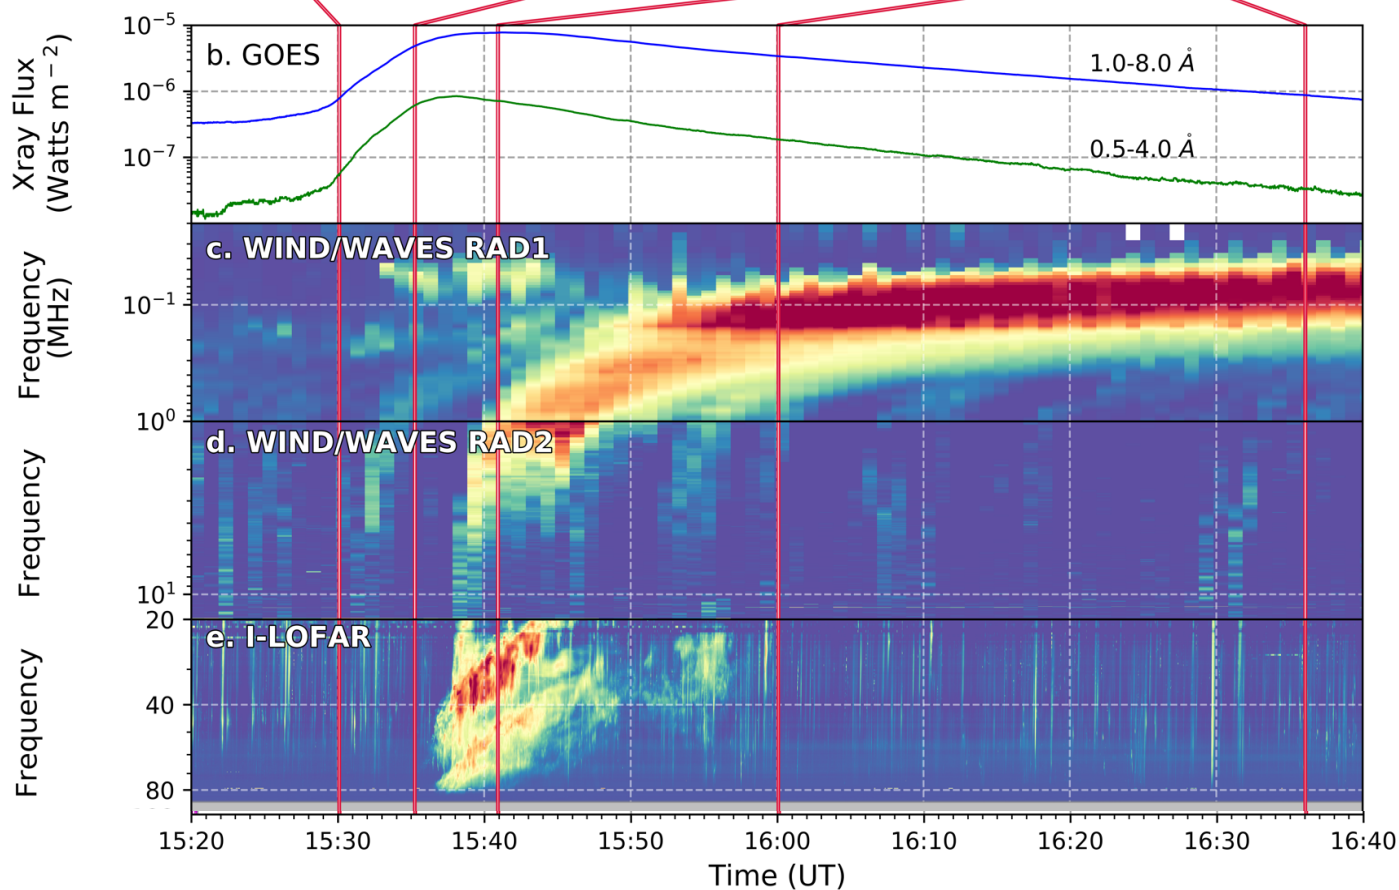 10⁻⁵
b. GOES
1.0-8.0 Å
10⁻⁶
Xray Flux
(Watts m⁻²)
0.5-4.0 Å
10⁻⁷
c. WIND/WAVES RAD1
Frequency
(MHz)
10⁻¹
10⁰
d. WIND/WAVES RAD2
Frequency
10¹
20
e. I-LOFAR
Frequency
40
80
15:20 15:30 15:40 15:50 16:00 16:10 16:20 16:30 16:40
Time (UT)